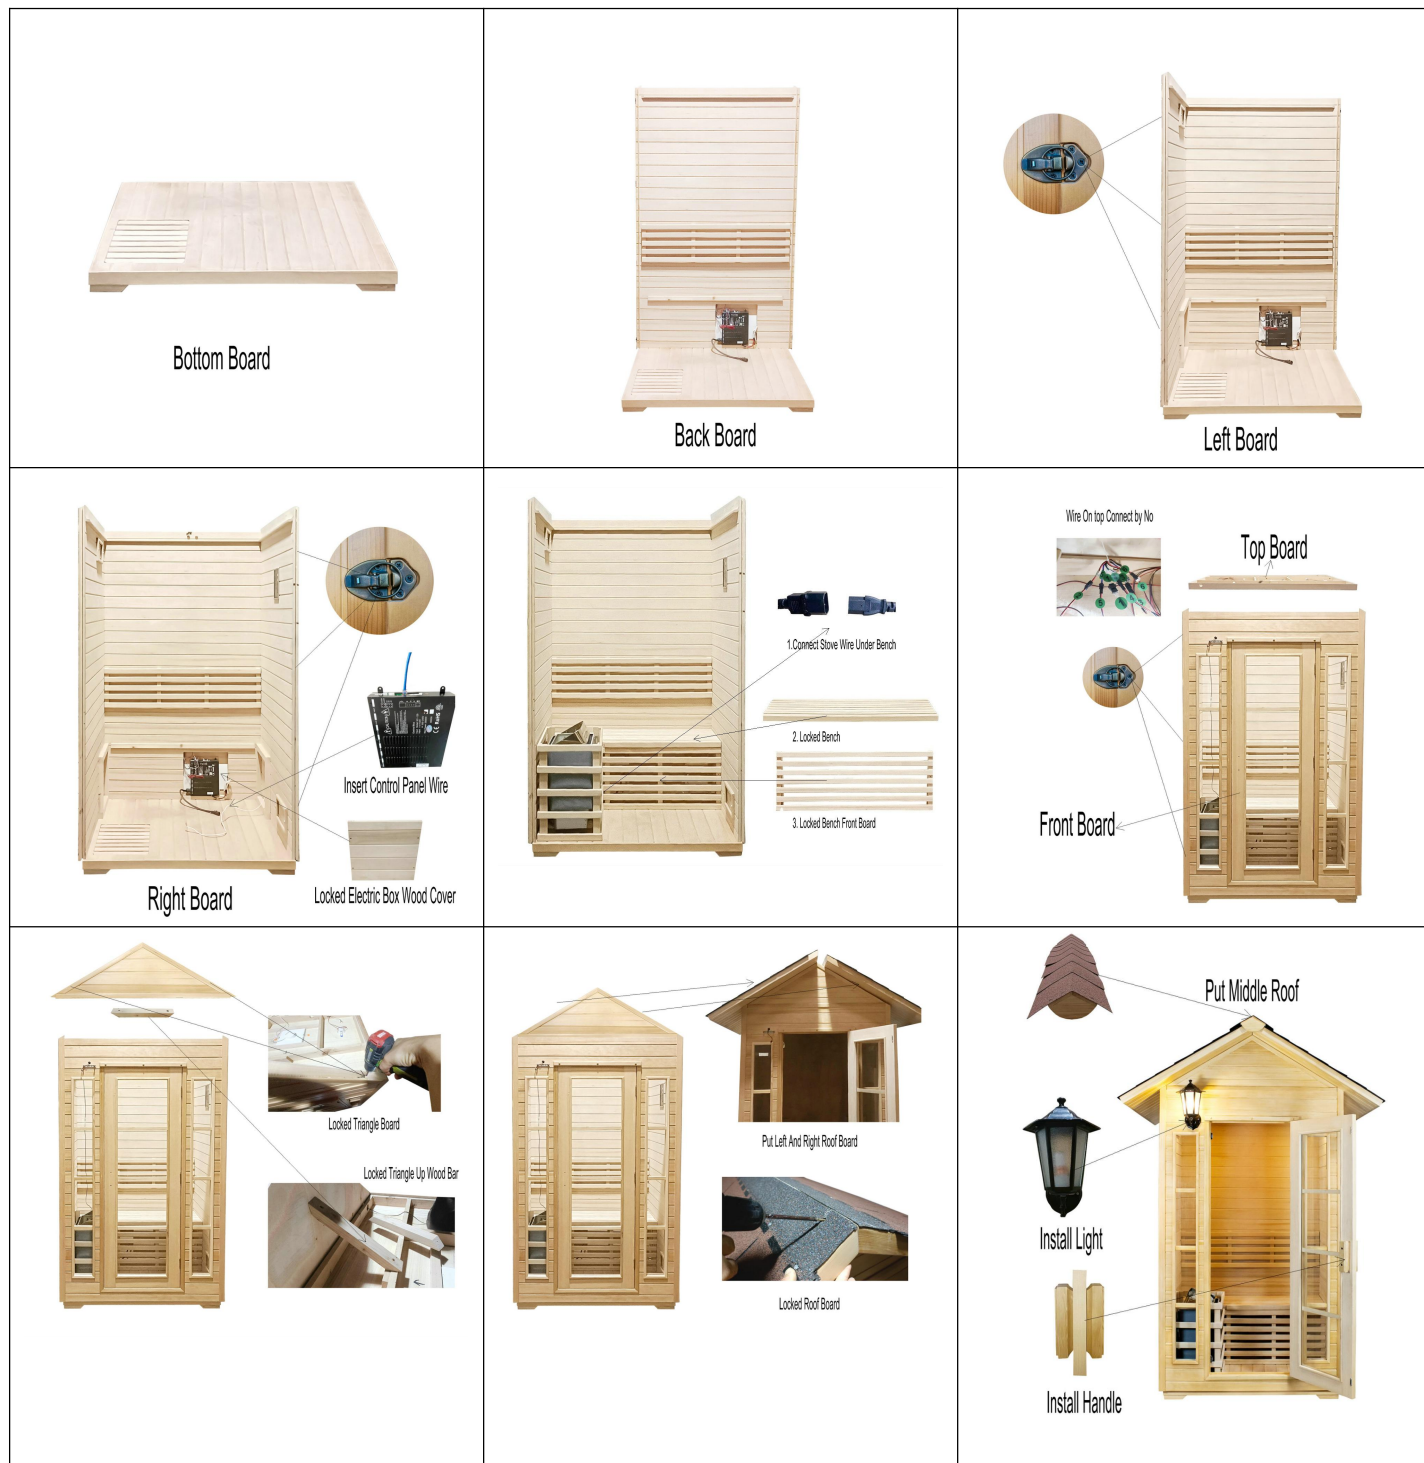 Bottom Board
Back Board
Left Board
Insert Control Panel Wire
Right Board
Locked Electric Box Wood Cover
1.Connect Stove Wire Under Bench
2. Locked Bench
3. Locked Bench Front Board
Wire On top Connect by No
Top Board
Front Board
Locked Triangle Board
Locked Triangle Up Wood Bar
Put Left And Right Roof Board
Locked Roof Board
Put Middle Roof
Install Light
Install Handle